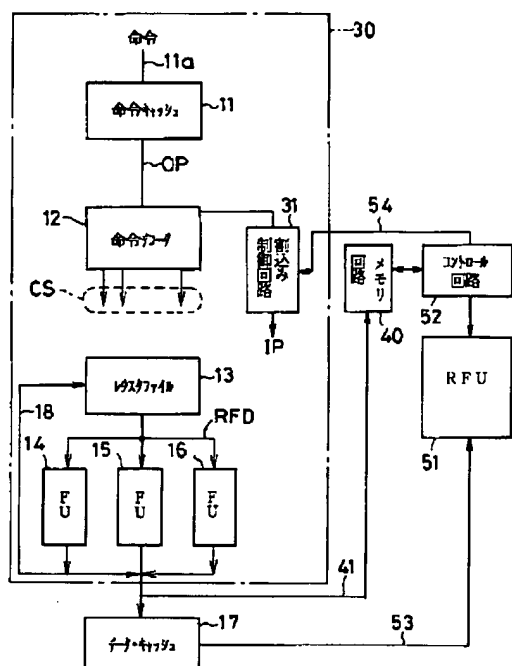 30
命令
11a
命令キャッシュ
11
OP
12
命令デコーダ
CS
31
割込み
制御回路
IP
54
メモリ
回路
40
コントロール
回路
52
RFU
51
レジスタファイル
13
18
RFD
14
FU
15
FU
16
FU
41
17
データ・キャッシュ
53